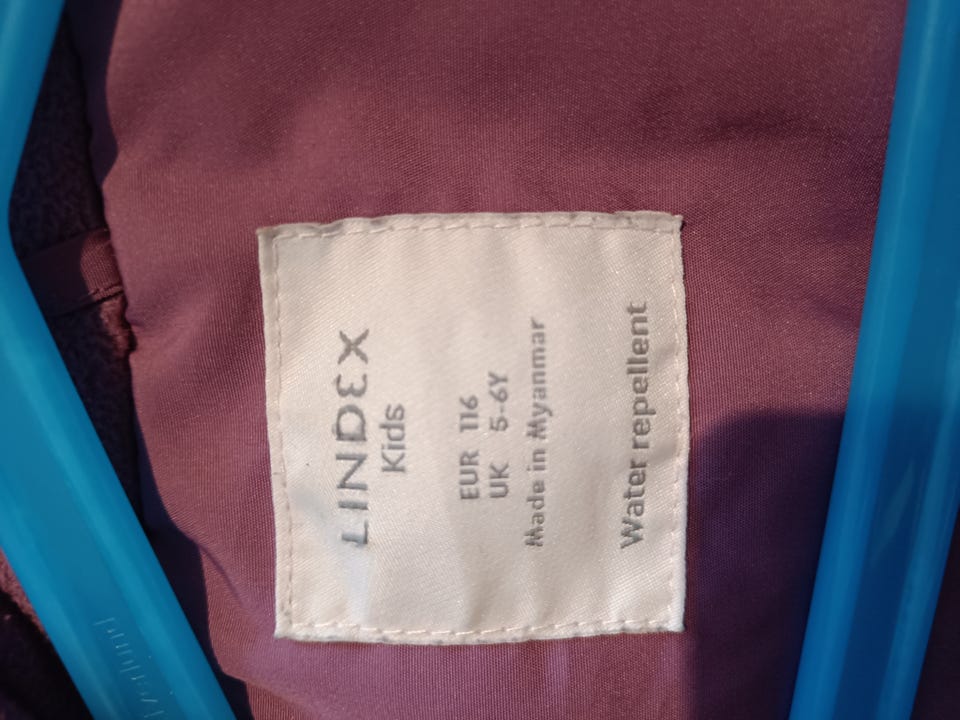 LINDEX
Kids
EUR 116
UK 5-6Y
Made in Myanmar
Water repellent